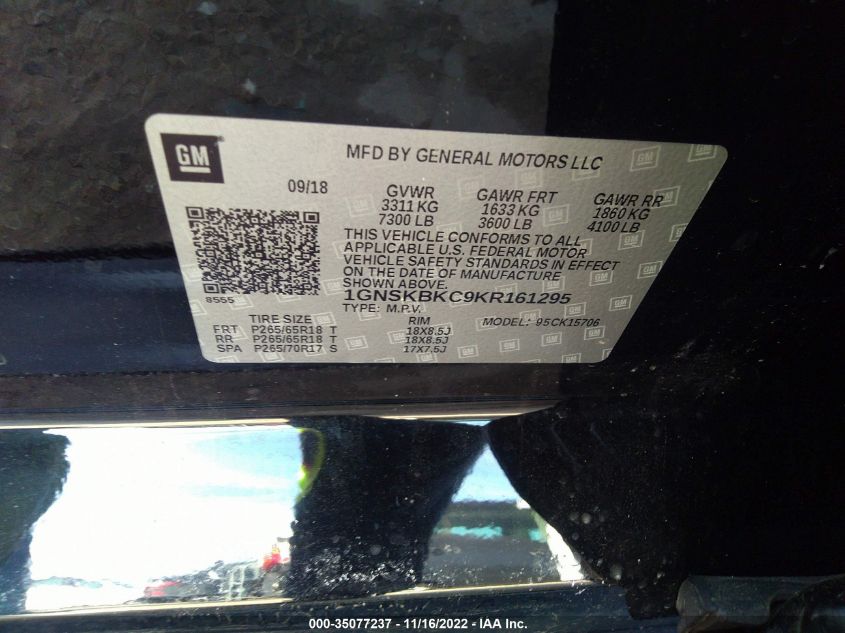 GM
MFD BY GENERAL MOTORS LLC
09/18 GVWR GAWR FRT GAWR RR
3311 KG 1633 KG 1860 KG
7300 LB 3600 LB 4100 LB
THIS VEHICLE CONFORMS TO ALL
APPLICABLE U.S. FEDERAL MOTOR
VEHICLE SAFETY STANDARDS IN EFFECT
ON THE DATE OF MANUFACTURE
SHOWN ABOVE.
8555
1GNSKBKC9KR161295
TYPE: M.P.V.
TIRE SIZE RIM MODEL: 95CK15706
FRT P265/65R18 T 18X8.5J
RR P265/65R18 T 18X8.5J
SPA P265/70R17 S 17X7.5J
000-35077237 - 11/16/2022 - IAA Inc.